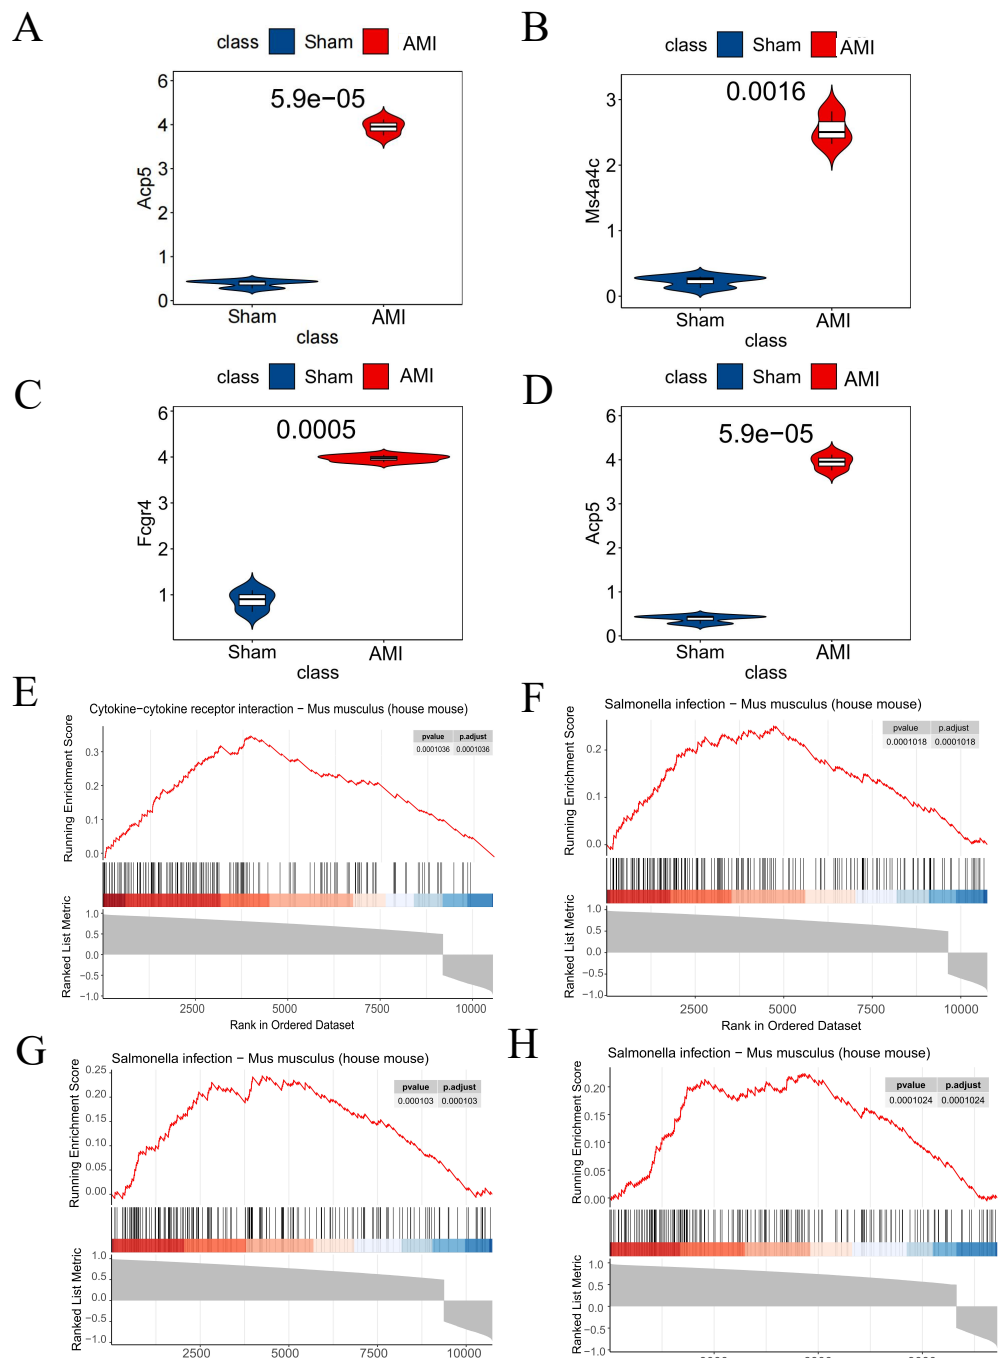 A
class Sham AMI
5.9e−05
Acp5
6
4
3
2
1
0
Sham AMI
class
B
class Sham AMI
0.0016
Ms4a4c
3
2
1
0
Sham AMI
class
C
class Sham AMI
0.0005
Fcgr4
6
4
3
2
1
Sham AMI
class
D
class Sham AMI
5.9e−05
Acp5
6
4
3
2
1
0
Sham AMI
class
E
Cytokine−cytokine receptor interaction − Mus musculus (house mouse)
pvalue p.adjust
0.0001036 0.0001036
Running Enrichment Score
0.3
0.2
0.1
0.0
Ranked List Metric
1.0
0.5
0.0
−0.5
−1.0
2500 5000 7500 10000
Rank in Ordered Dataset
F
Salmonella infection − Mus musculus (house mouse)
pvalue p.adjust
0.0001018 0.0001018
Running Enrichment Score
0.2
0.1
0.0
Ranked List Metric
1.0
0.5
0.0
−0.5
−1.0
2500 5000 7500 10000
Rank in Ordered Dataset
G
Salmonella infection − Mus musculus (house mouse)
pvalue p.adjust
0.000103 0.000103
Running Enrichment Score
0.25
0.20
0.15
0.10
0.05
0.00
Ranked List Metric
1.0
0.5
0.0
−0.5
−1.0
2500 5000 7500 10000
H
Salmonella infection − Mus musculus (house mouse)
pvalue p.adjust
0.0001024 0.0001024
Running Enrichment Score
0.20
0.15
0.10
0.05
0.00
Ranked List Metric
1.0
0.5
0.0
−0.5
−1.0